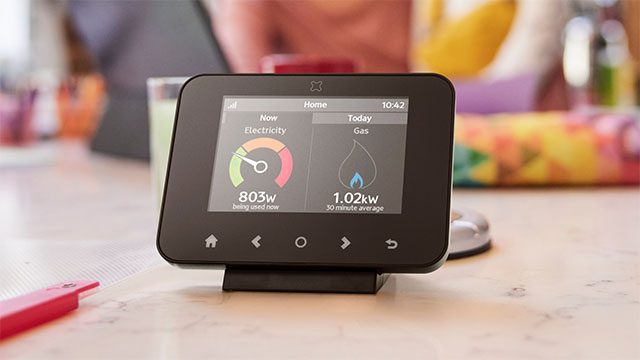 Home 10:42
Now Today
Electricity Gas
803w 1.02kw
being used now 30 minute average